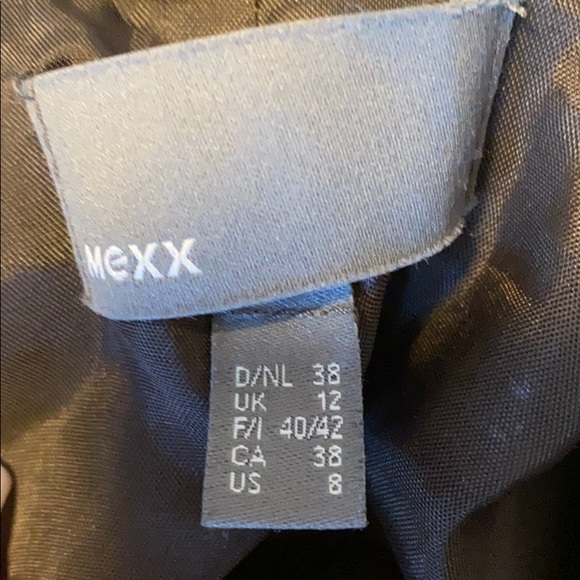 Mexx
D/NL 38
UK 12
F/I 40/42
CA 38
US 8